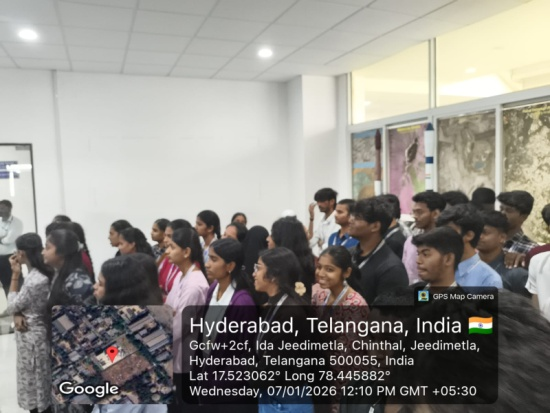 GPS Map Camera
Hyderabad, Telangana, India 🇮🇳
Gcfw+2cf, Ida Jeedimetla, Chinthal, Jeedimetla,
Hyderabad, Telangana 500055, India
Lat 17.523062° Long 78.445882°
Wednesday, 07/01/2026 12:10 PM GMT +05:30
Google